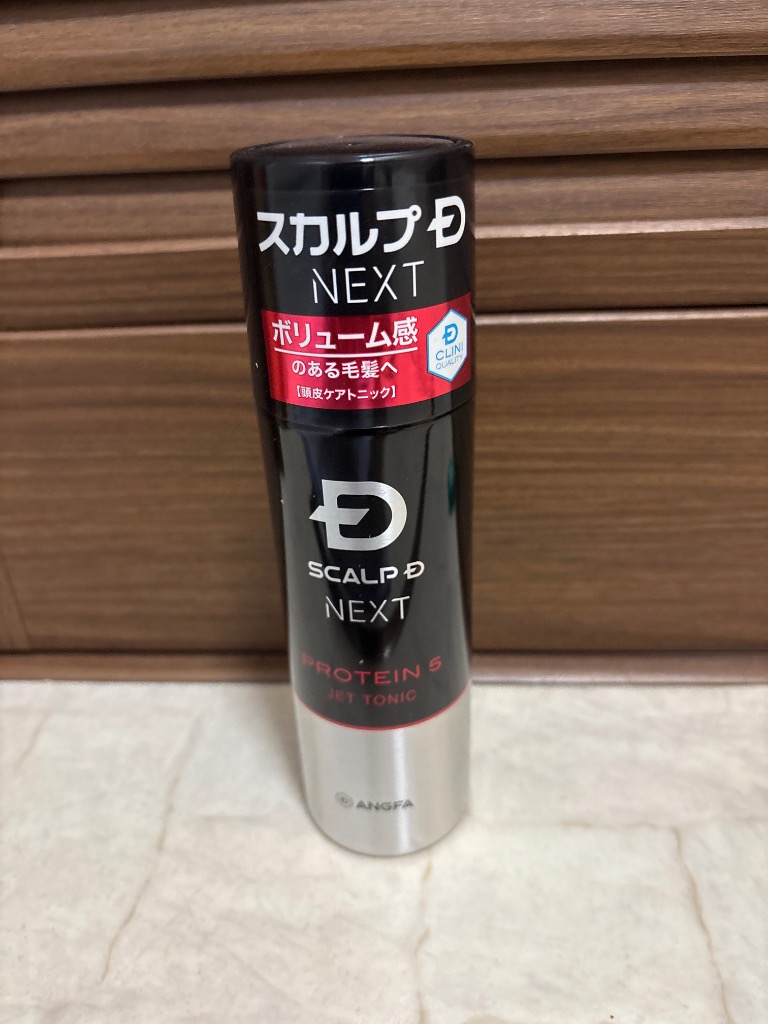 スカルプD
NEXT
ボリューム感
のある毛髪へ
【頭皮ケアトニック】
D
CLINI
QUALITY
D
SCALP D
NEXT
PROTEIN 5
JET TONIC
ANGFA